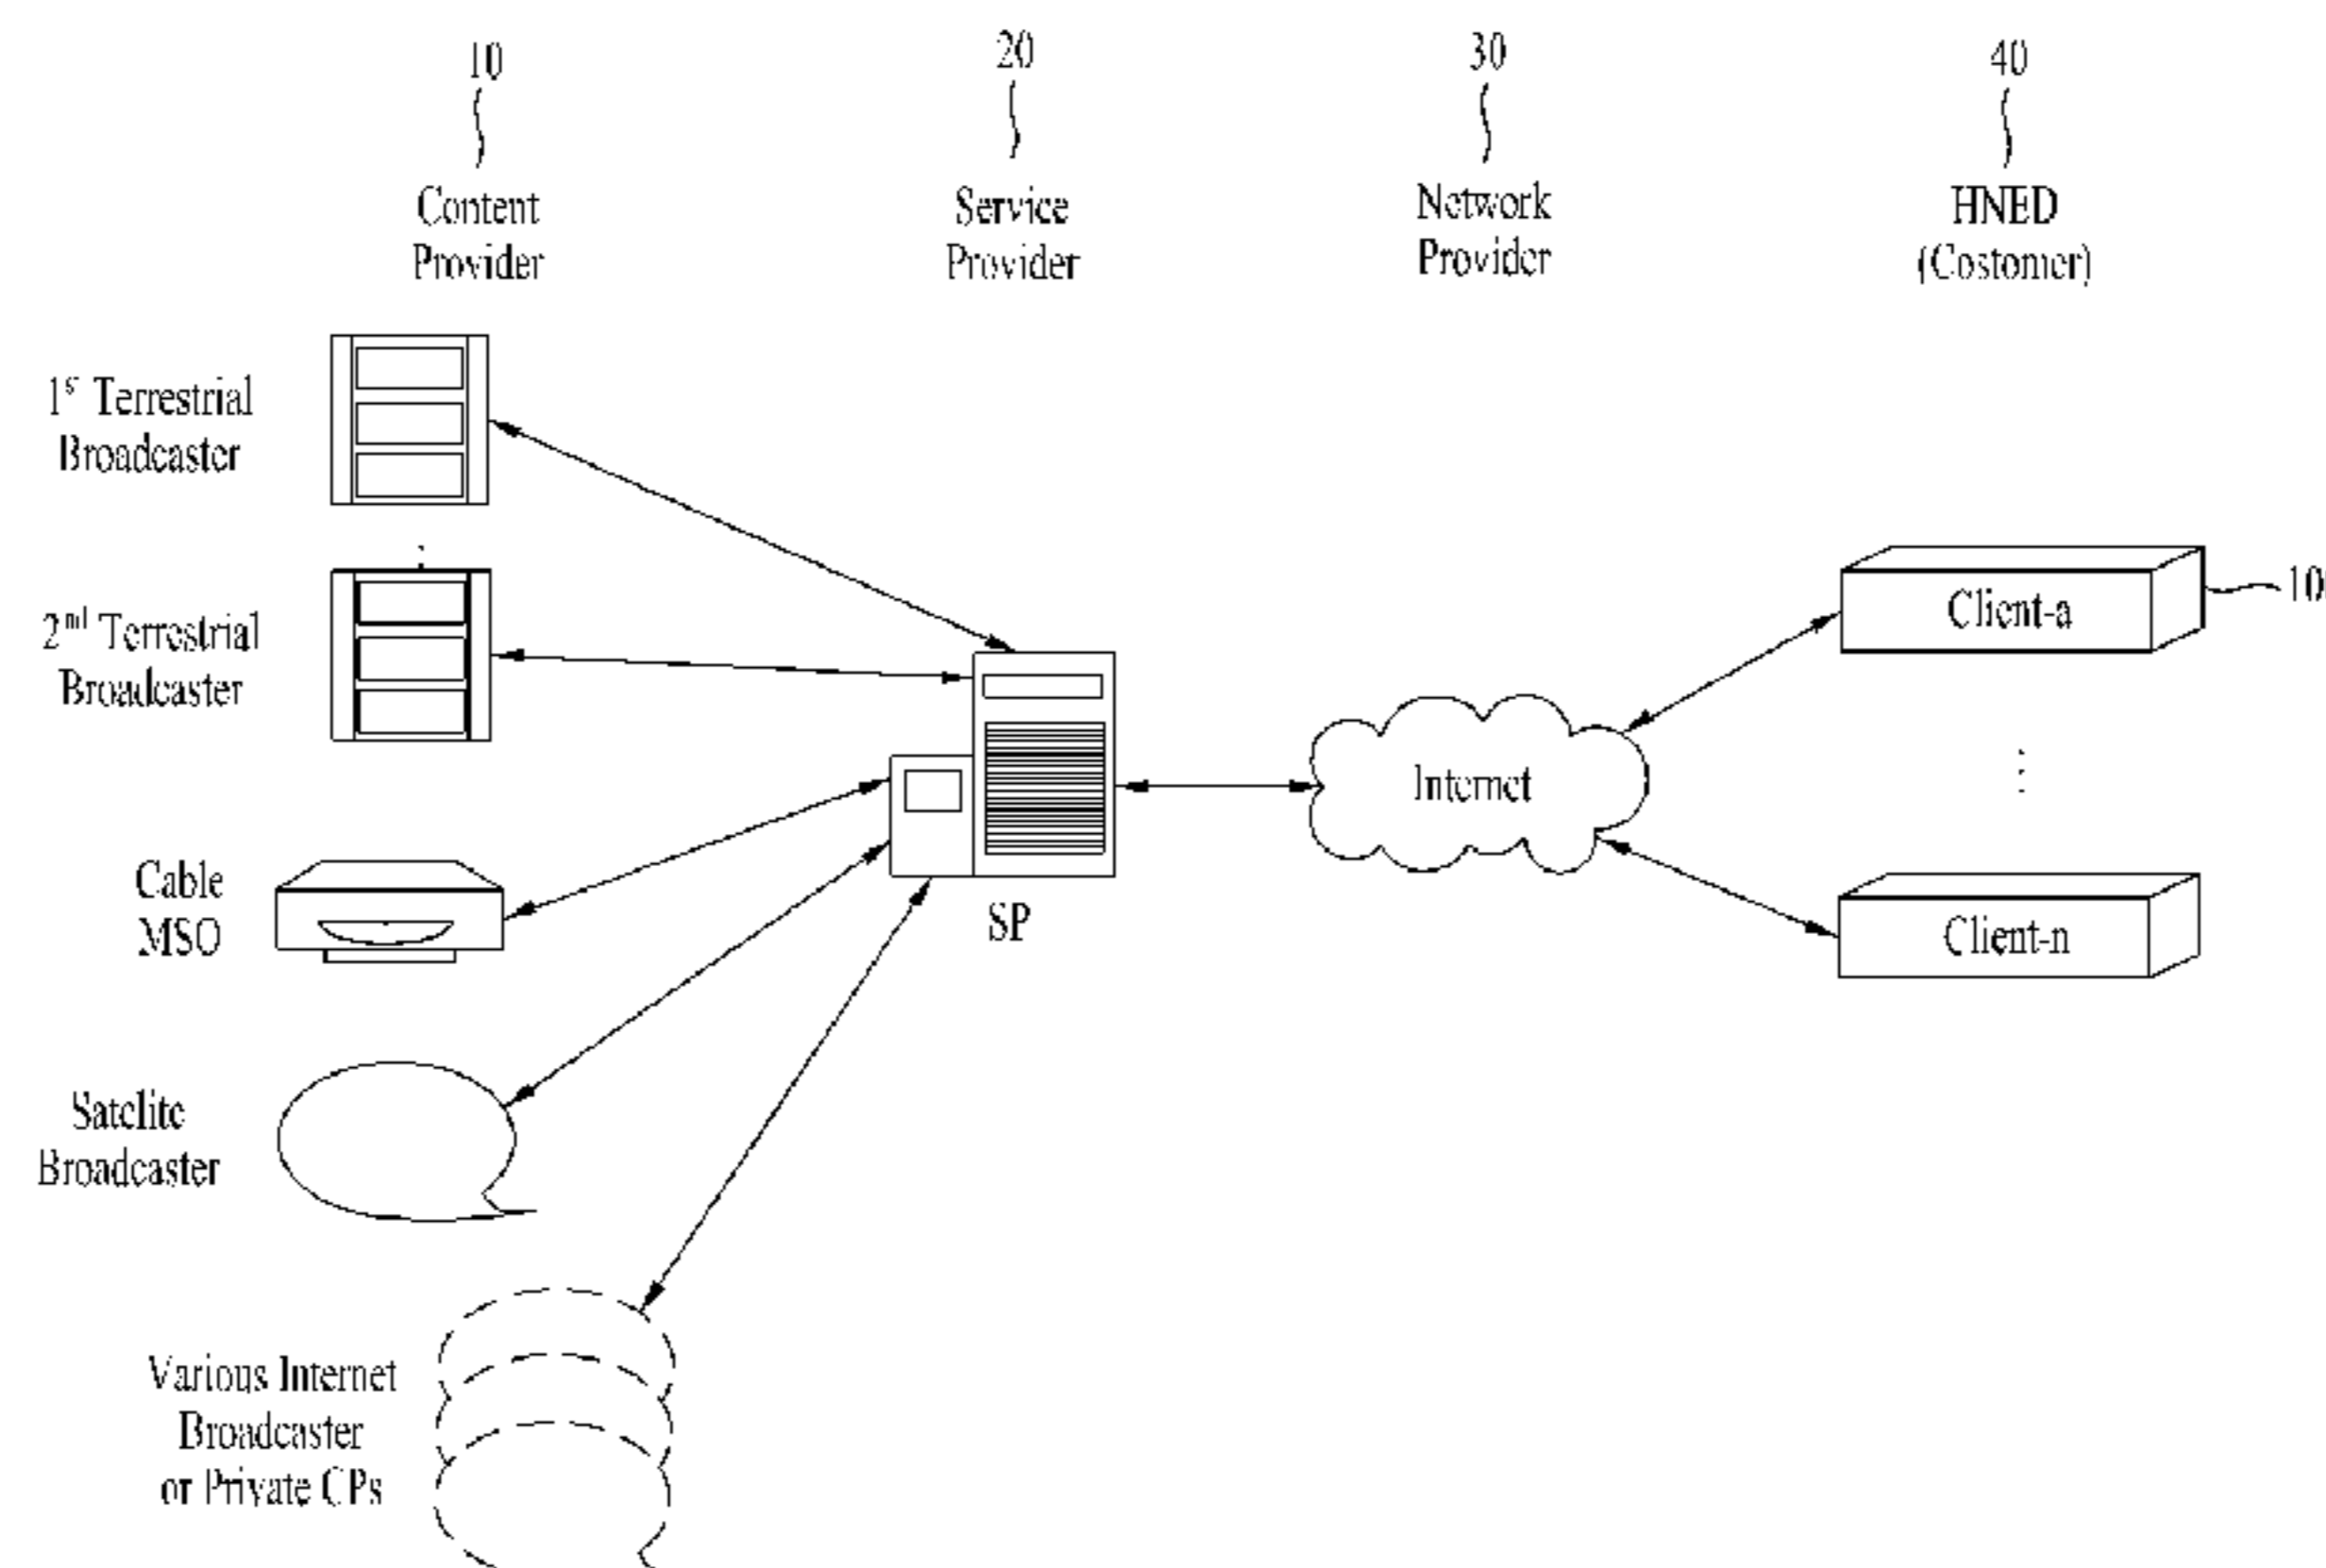 10
20
30
40
Content
Provider
Service
Provider
Network
Provider
HNED
(Costomer)
1st Terrestrial
Broadcaster
2nd Terrestrial
Broadcaster
Client-a
Internet
Cable
MSO
SP
Client-n
Satelite
Broadcaster
Various Internet
Broadcaster
or Private CPs